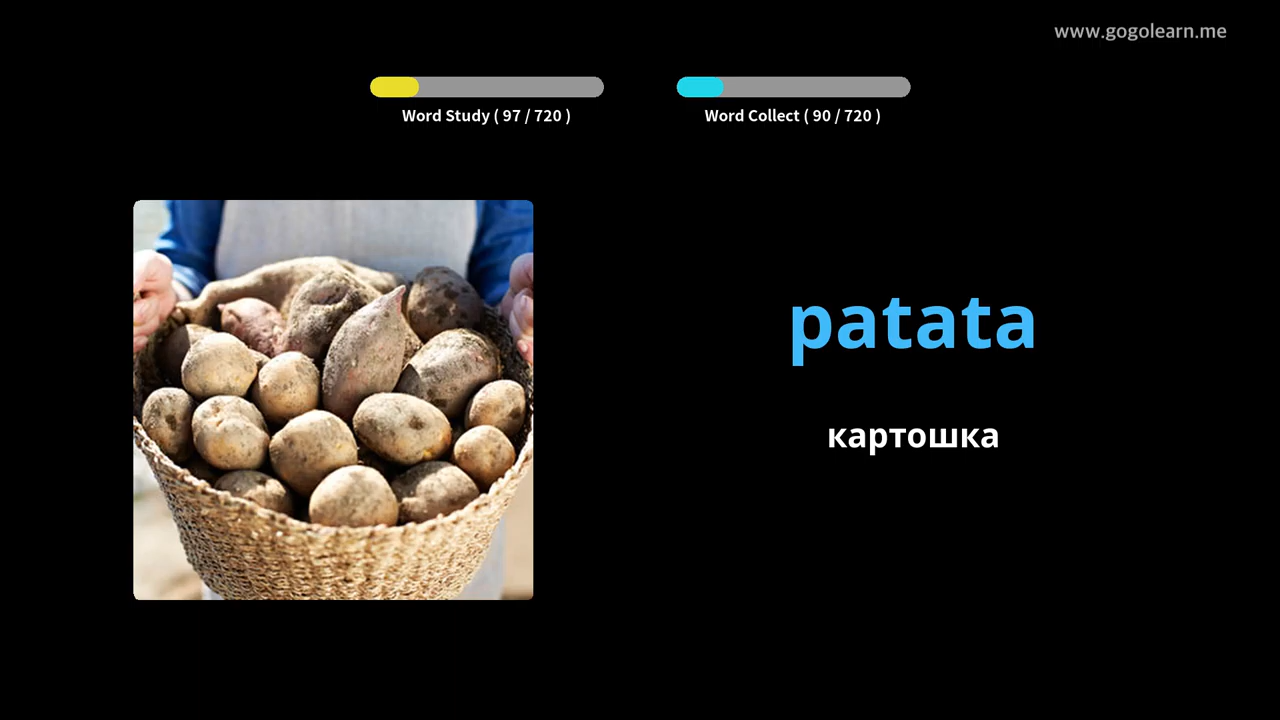 www.gogolearn.me
Word Study ( 97 / 720 )
Word Collect ( 90 / 720 )
patata
картошка